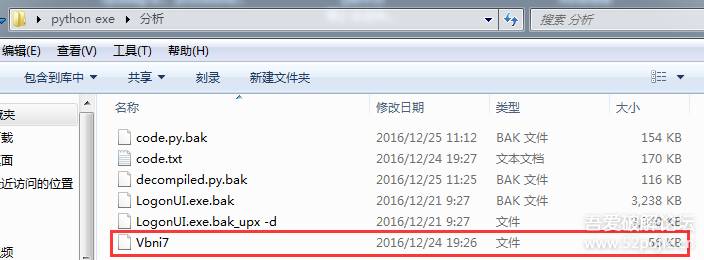 python exe ▸ 分析
搜索 分析
编辑(E) 查看(V) 工具(T) 帮助(H)
包含到库中 共享 刻录 新建文件夹
名称 修改日期 类型 大小
code.py.bak 2016/12/25 11:12 BAK 文件 154 KB
code.txt 2016/12/24 19:27 文本文档 170 KB
decompiled.py.bak 2016/12/25 11:25 BAK 文件 116 KB
LogonUI.exe.bak 2016/12/21 9:27 BAK 文件 3,238 KB
LogonUI.exe.bak_upx -d 2016/12/21 9:27 文件 KB
Vbni7 2016/12/24 19:26 文件 56 KB
藏夹
下载
桌面
最近访问的位置
视频
吾爱破解论坛
www.52pojie.cn